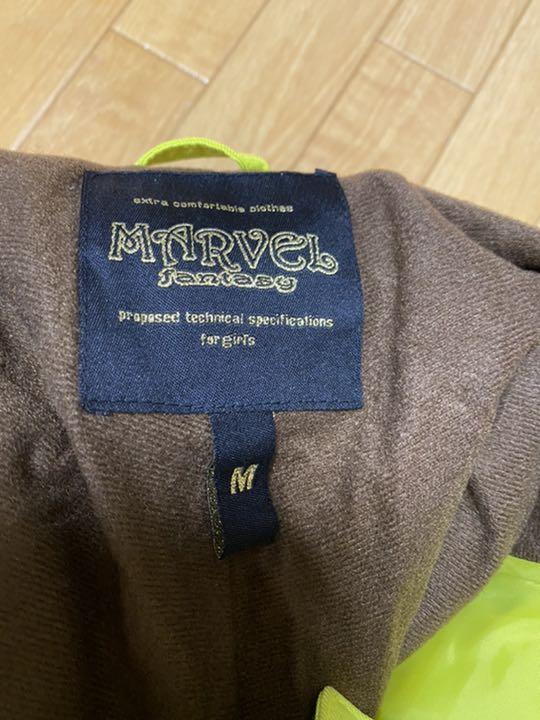 extra comfortable clothes
MARVEL
fantasy
proposed technical specifications
for girls
M